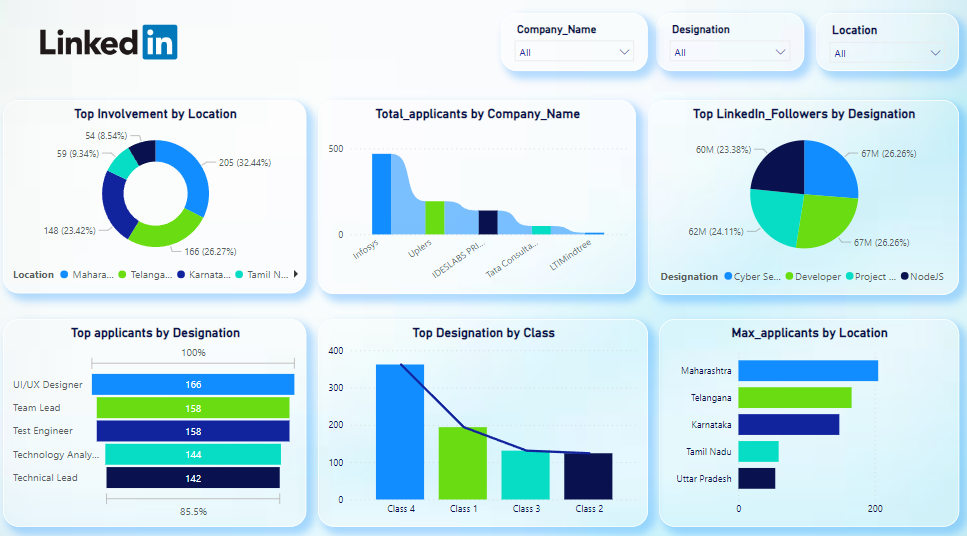 Linked in
Company_Name
All
Designation
All
Location
All
Top Involvement by Location
54 (8.54%)
59 (9.34%)
205 (32.44%)
148 (23.42%)
166 (26.27%)
Location Mahara... Telanga... Karnata... Tamil N...
Total_applicants by Company_Name
500
0
Infosys
Uplers
IDESLABS PRI...
Tata Consulta...
LTIMindtree
Top LinkedIn_Followers by Designation
60M (23.38%)
67M (26.26%)
62M (24.11%)
67M (26.26%)
Designation Cyber Se... Developer Project ... NodeJS
Top applicants by Designation
100%
UI/UX Designer 166
Team Lead 158
Test Engineer 158
Technology Analy... 144
Technical Lead 142
85.5%
Top Designation by Class
400
300
200
100
0
Class 4 Class 1 Class 3 Class 2
Max_applicants by Location
Maharashtra
Telangana
Karnataka
Tamil Nadu
Uttar Pradesh
0 200